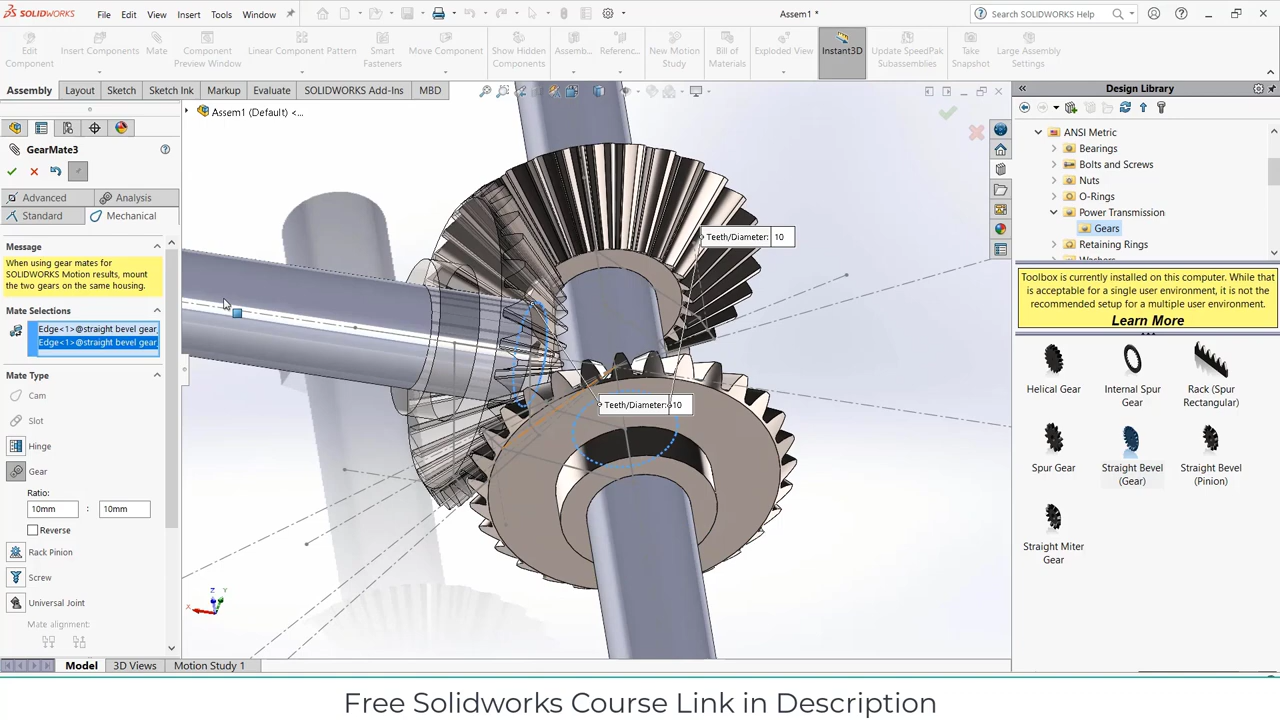 SOLIDWORKS
File
Edit
View
Insert
Tools
Window
Assem1 *
Search SOLIDWORKS Help
Edit Component
Insert Components
Mate
Component Preview Window
Linear Component Pattern
Smart Fasteners
Move Component
Show Hidden Components
Assemb...
Referenc...
New Motion Study
Bill of Materials
Exploded View
Instant3D
Update SpeedPak Subassemblies
Take Snapshot
Large Assembly Settings
Assembly
Layout
Sketch
Sketch Ink
Markup
Evaluate
SOLIDWORKS Add-Ins
MBD
Design Library
Assem1 (Default) <...
GearMate3
Advanced
Analysis
Standard
Mechanical
Message
When using gear mates for
SOLIDWORKS Motion results, mount
the two gears on the same housing.
Mate Selections
Edge<1>@straight bevel gear
Edge<1>@straight bevel gear
Mate Type
Cam
Slot
Hinge
Gear
Ratio:
10mm : 10mm
Reverse
Rack Pinion
Screw
Universal Joint
Mate alignment:
Teeth/Diameter: 10
Teeth/Diameter: 10
Z
Y
X
ANSI Metric
Bearings
Bolts and Screws
Nuts
O-Rings
Power Transmission
Gears
Retaining Rings
Washers
Toolbox is currently installed on this computer. While that
is acceptable for a single user environment, it is not the
recommended setup for a multiple user environment.
Learn More
Helical Gear
Internal Spur Gear
Rack (Spur Rectangular)
Spur Gear
Straight Bevel (Gear)
Straight Bevel (Pinion)
Straight Miter Gear
Model
3D Views
Motion Study 1
Free Solidworks Course Link in Description